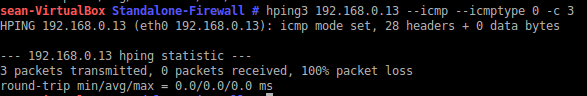 sean-VirtualBox Standalone-Firewall # hping3 192.168.0.13 --icmp --icmptype 0 -c 3
HPING 192.168.0.13 (eth0 192.168.0.13): icmp mode set, 28 headers + 0 data bytes
--- 192.168.0.13 hping statistic ---
3 packets transmitted, 0 packets received, 100% packet loss
round-trip min/avg/max = 0.0/0.0/0.0 ms